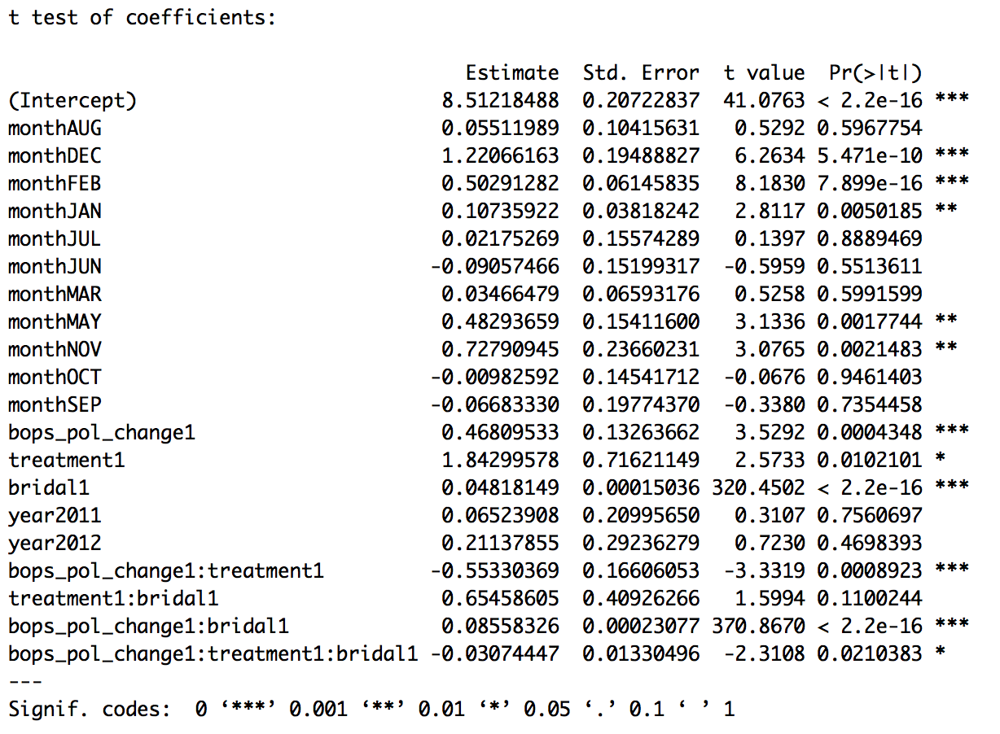 t test of coefficients:
Estimate Std. Error t value Pr(>|t|)
(Intercept) 8.51218488 0.20722837 41.0763 < 2.2e-16 ***
monthAUG 0.05511989 0.10415631 0.5292 0.5967754
monthDEC 1.22066163 0.19488827 6.2634 5.471e-10 ***
monthFEB 0.50291282 0.06145835 8.1830 7.899e-16 ***
monthJAN 0.10735922 0.03818242 2.8117 0.0050185 **
monthJUL 0.02175269 0.15574289 0.1397 0.8889469
monthJUN -0.09057466 0.15199317 -0.5959 0.5513611
monthMAR 0.03466479 0.06593176 0.5258 0.5991599
monthMAY 0.48293659 0.15411600 3.1336 0.0017744 **
monthNOV 0.72790945 0.23660231 3.0765 0.0021483 **
monthOCT -0.00982592 0.14541712 -0.0676 0.9461403
monthSEP -0.06683330 0.19774370 -0.3380 0.7354458
bops_pol_change1 0.46809533 0.13263662 3.5292 0.0004348 ***
treatment1 1.84299578 0.71621149 2.5733 0.0102101 *
bridal1 0.04818149 0.00015036 320.4502 < 2.2e-16 ***
year2011 0.06523908 0.20995650 0.3107 0.7560697
year2012 0.21137855 0.29236279 0.7230 0.4698393
bops_pol_change1:treatment1 -0.55330369 0.16606053 -3.3319 0.0008923 ***
treatment1:bridal1 0.65458605 0.40926266 1.5994 0.1100244
bops_pol_change1:bridal1 0.08558326 0.00023077 370.8670 < 2.2e-16 ***
bops_pol_change1:treatment1:bridal1 -0.03074447 0.01330496 -2.3108 0.0210383 *
---
Signif. codes: 0 ‘***’ 0.001 ‘**’ 0.01 ‘*’ 0.05 ‘.’ 0.1 ‘ ’ 1